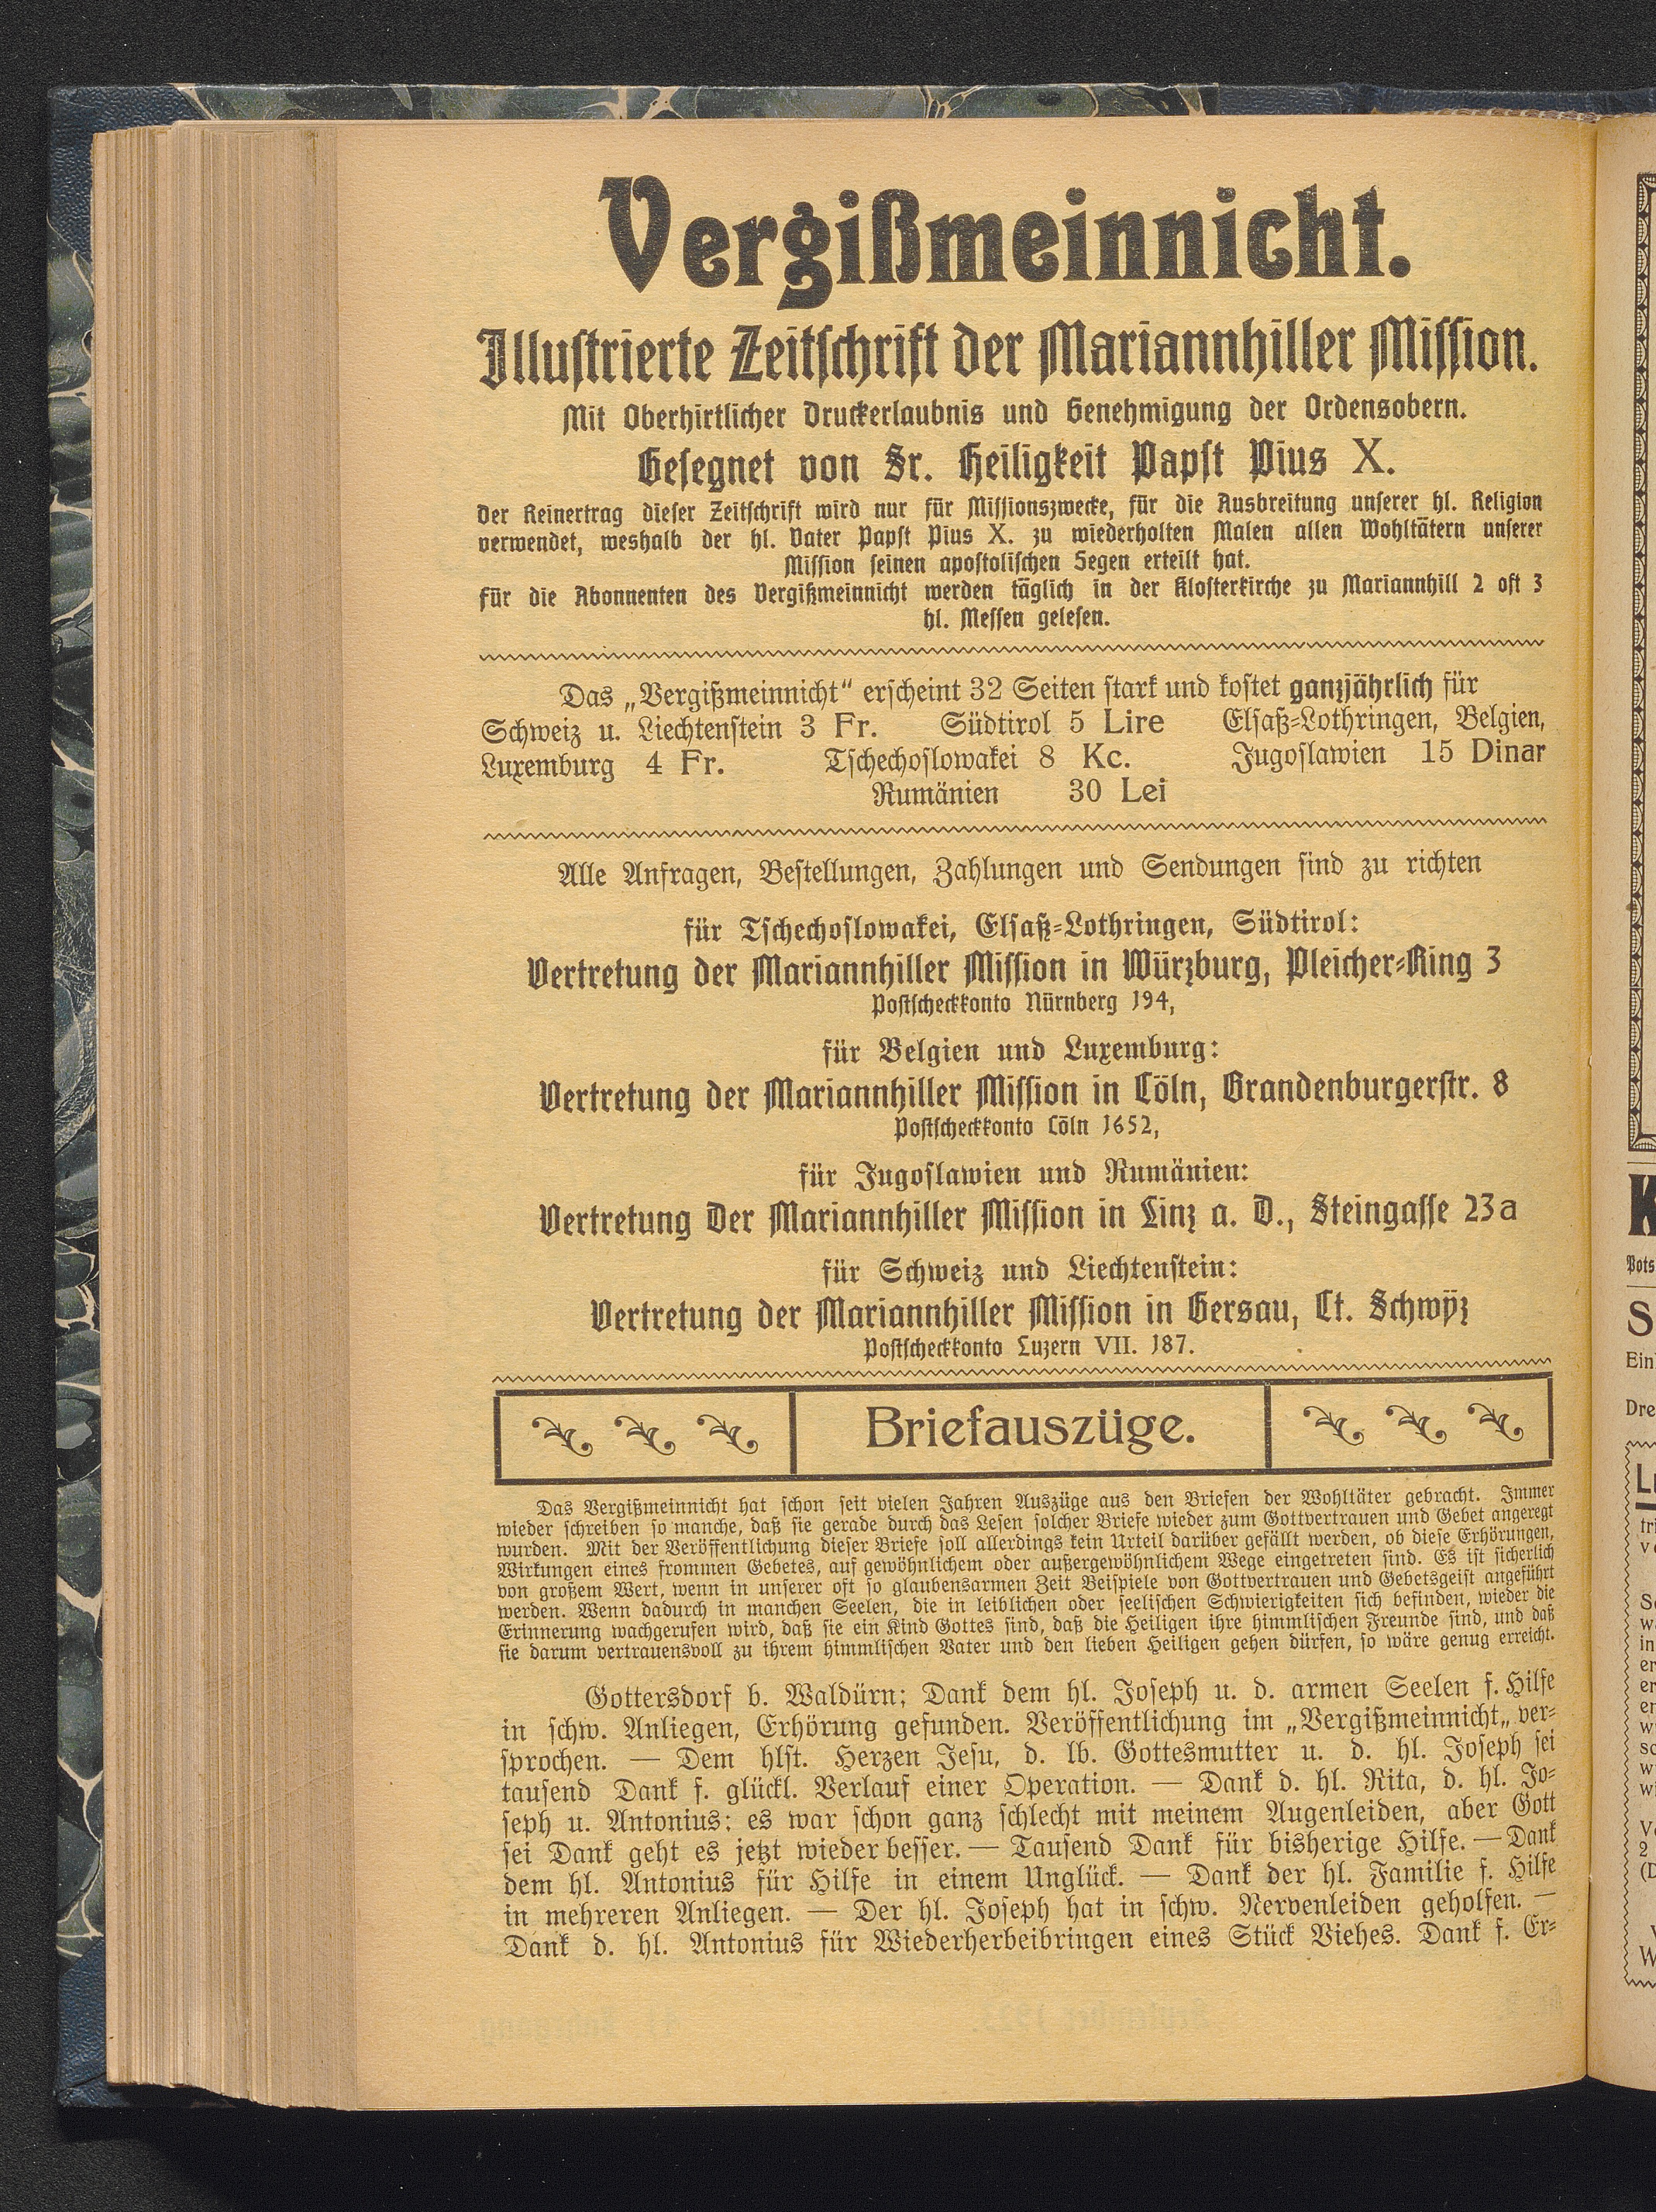 Vergißmeinnicht.
Illustrierte Zeitschrift der Mariannhiller Mission.
Mit Oberhirtlicher Druckerlaubnis und Genehmigung der Ordensobern.
Gesegnet von Sr. Heiligkeit Papst Pius X.
Der Reinertrag dieser Zeitschrift wird nur für Missionszwecke, für die Ausbreitung unserer hl. Religion
verwendet, weshalb der hl. Vater Papst Pius X. zu wiederholten Malen allen Wohltätern unserer
Mission seinen apostolischen Segen erteilt hat.
Für die Abonnenten des Vergißmeinnicht werden täglich in der Klosterkirche zu Mariannhill 2 oft 3
hl. Messen gelesen.
Das „Vergißmeinnicht“ erscheint 32 Seiten stark und kostet ganzjährlich für
Schweiz u. Liechtenstein 3 Fr. Südtirol 5 Lire Elsaß-Lothringen, Belgien,
Luxemburg 4 Fr. Tschechoslowakei 8 Kc. Jugoslawien 15 Dinar
Rumänien 30 Lei
Alle Anfragen, Bestellungen, Zahlungen und Sendungen sind zu richten
für Tschechoslowakei, Elsaß-Lothringen, Südtirol:
Vertretung der Mariannhiller Mission in Würzburg, Pleicher-Ring 3
Postscheckkonto Nürnberg 194,
für Belgien und Luxemburg:
Vertretung der Mariannhiller Mission in Cöln, Brandenburgerstr. 8
Postscheckkonto Cöln 1652,
für Jugoslawien und Rumänien:
Vertretung der Mariannhiller Mission in Linz a. D., Steingasse 23a
für Schweiz und Liechtenstein:
Vertretung der Mariannhiller Mission in Gersau, Ct. Schwÿz
Postscheckkonto Luzern VII. 187.
Briefauszüge.
Das Vergißmeinnicht hat schon seit vielen Jahren Auszüge aus den Briefen der Wohltäter gebracht. Immer
wieder schreiben so manche, daß sie gerade durch das Lesen solcher Briefe wieder zum Gottvertrauen und Gebet angeregt
wurden. Mit der Veröffentlichung dieser Briefe soll allerdings kein Urteil darüber gefällt werden, ob diese Erhörungen,
Wirkungen eines frommen Gebetes, auf gewöhnlichem oder außergewöhnlichem Wege eingetreten sind. Es ist sicherlich
von großem Wert, wenn in unserer oft so glaubensarmen Zeit Beispiele von Gottvertrauen und Gebetsgeist angeführt
werden. Wenn dadurch in manchen Seelen, die in leiblichen oder seelischen Schwierigkeiten sich befinden, wieder die
Erinnerung wachgerufen wird, daß sie ein Kind Gottes sind, daß die Heiligen ihre himmlischen Freunde sind, und daß
sie darum vertrauensvoll zu ihrem himmlischen Vater und den lieben Heiligen gehen dürfen, so wäre genug erreicht.
Gottersdorf b. Waldürn; Dank dem hl. Joseph u. d. armen Seelen f. Hilfe
in schw. Anliegen, Erhörung gefunden. Veröffentlichung im „Vergißmeinnicht„ ver-
sprochen. — Dem hlst. Herzen Jesu, d. lb. Gottesmutter u. d. hl. Joseph sei
tausend Dank f. glückl. Verlauf einer Operation. — Dank d. hl. Rita, d. hl. Jo-
seph u. Antonius; es war schon ganz schlecht mit meinem Augenleiden, aber Gott
sei Dank geht es jetzt wieder besser. — Tausend Dank für bisherige Hilfe. — Dank
dem hl. Antonius für Hilfe in einem Unglück. — Dank der hl. Familie f. Hilfe
in mehreren Anliegen. — Der hl. Joseph hat in schw. Nervenleiden geholfen. —
Dank d. hl. Antonius für Wiederherbeibringen eines Stück Viehes. Dank f. Er-